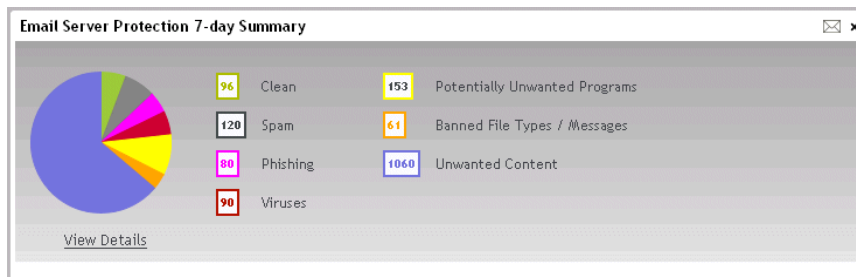 Email Server Protection 7-day Summary
96 Clean 153 Potentially Unwanted Programs
120 Spam 61 Banned File Types / Messages
80 Phishing 1060 Unwanted Content
90 Viruses
View Details